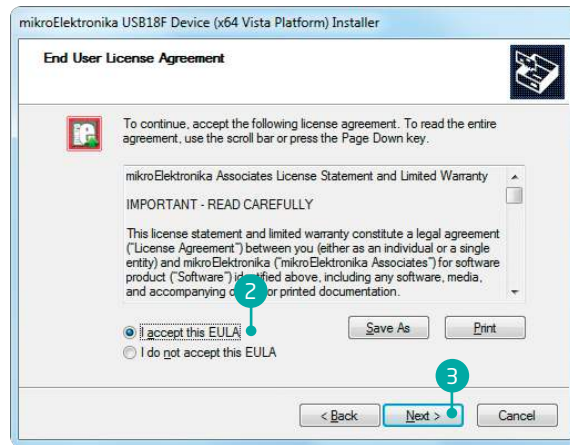 mikroElektronika USB18F Device (x64 Vista Platform) Installer
End User License Agreement
To continue, accept the following license agreement. To read the entire
agreement, use the scroll bar or press the Page Down key.
mikroElektronika Associates License Statement and Limited Warranty
IMPORTANT - READ CAREFULLY
This license statement and limited warranty constitute a legal agreement
("License Agreement") between you (either as an individual or a single
entity) and mikroElektronika ("mikroElektronika Associates") for software
product ("Software") identified above, including any software, media,
and accompanying or printed documentation.
2
I accept this EULA
Save As
Print
I do not accept this EULA
3
< Back
Next >
Cancel